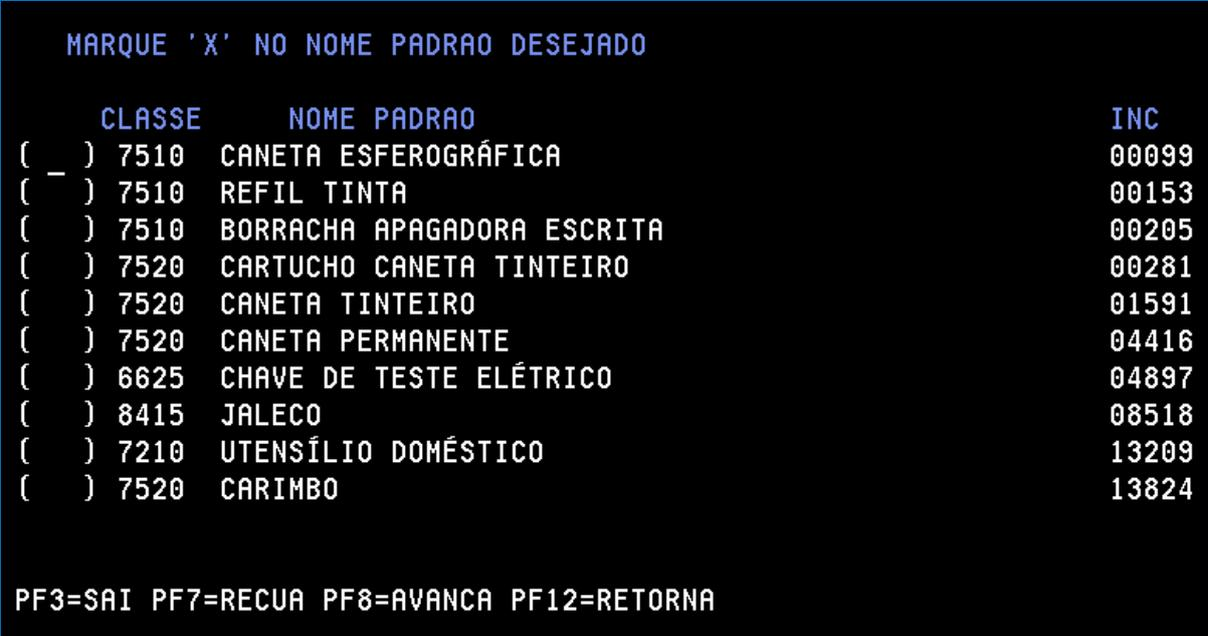 MARQUE 'X' NO NOME PADRAO DESEJADO
CLASSE NOME PADRAO INC
( _ ) 7510 CANETA ESFEROGRÁFICA 00099
( ) 7510 REFIL TINTA 00153
( ) 7510 BORRACHA APAGADORA ESCRITA 00205
( ) 7520 CARTUCHO CANETA TINTEIRO 00281
( ) 7520 CANETA TINTEIRO 01591
( ) 7520 CANETA PERMANENTE 04416
( ) 6625 CHAVE DE TESTE ELÉTRICO 04897
( ) 8415 JALECO 08518
( ) 7210 UTENSÍLIO DOMÉSTICO 13209
( ) 7520 CARIMBO 13824
PF3=SAI PF7=RECUA PF8=AVANCA PF12=RETORNA